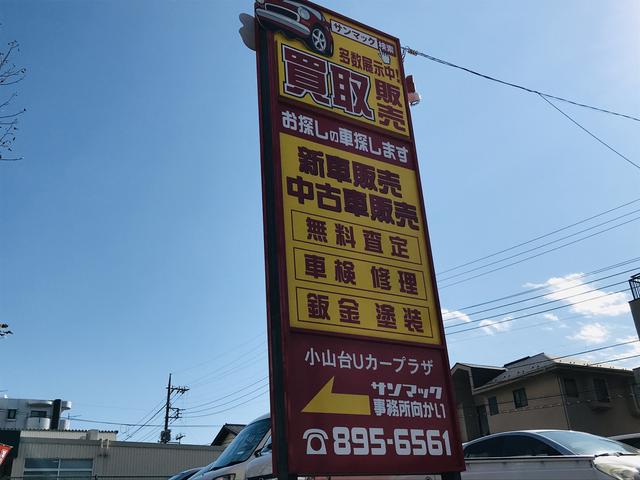 サンマック 検索
多数展示中!
買取 販売
お探しの車探します
新車販売
中古車販売
無料査定
車検 修理
鈑金 塗装
小山台Uカープラザ
サンマック
事務所向かい
895-6561